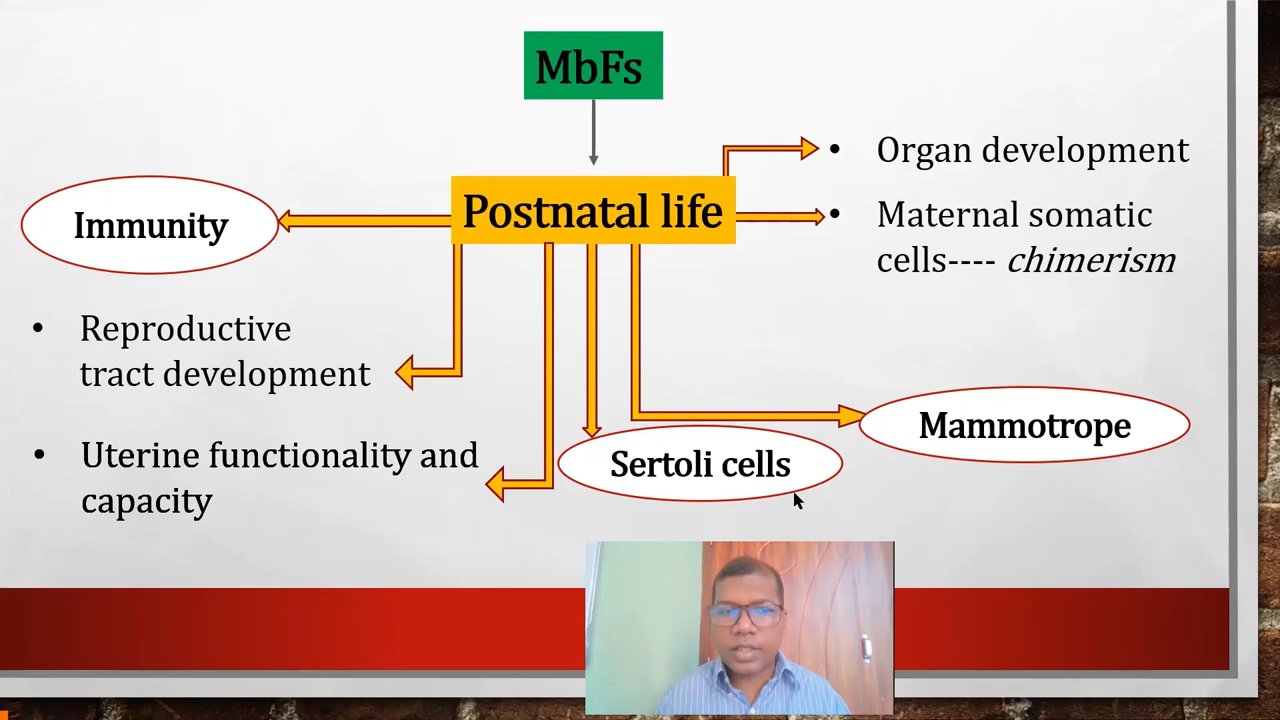 MbFs
Postnatal life
• Organ development
• Maternal somatic
cells---- chimerism
Immunity
• Reproductive
tract development
• Uterine functionality and
capacity
Sertoli cells
Mammotrope